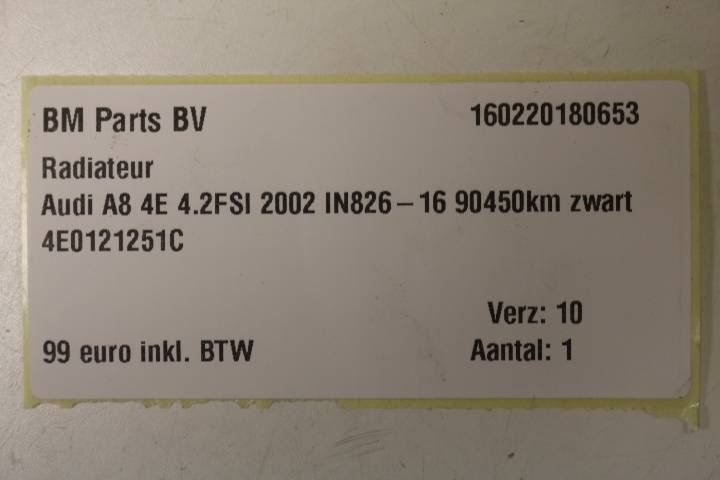 BM Parts BV 160220180653
Radiateur
Audi A8 4E 4.2FSI 2002 IN826–16 90450km zwart
4E0121251C
Verz: 10
99 euro inkl. BTW Aantal: 1